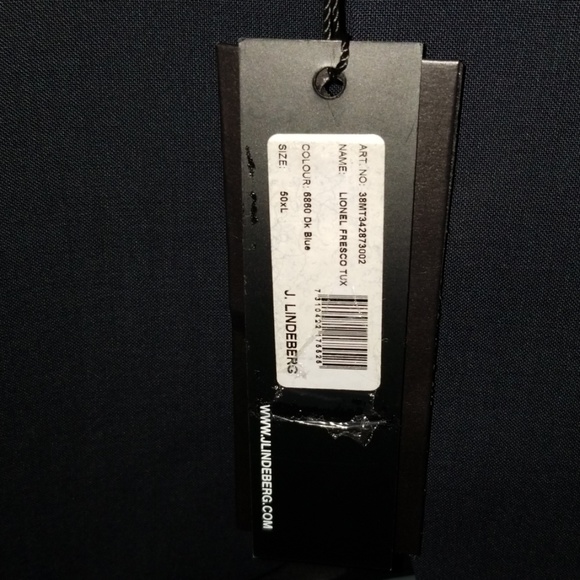 ART. NO: 38MT342873002
NAME: LIONEL FRESCO TUX
COLOUR: 6860 Dk Blue
SIZE: 50xL
J. LINDEBERG
WWW.JLINDEBERG.COM